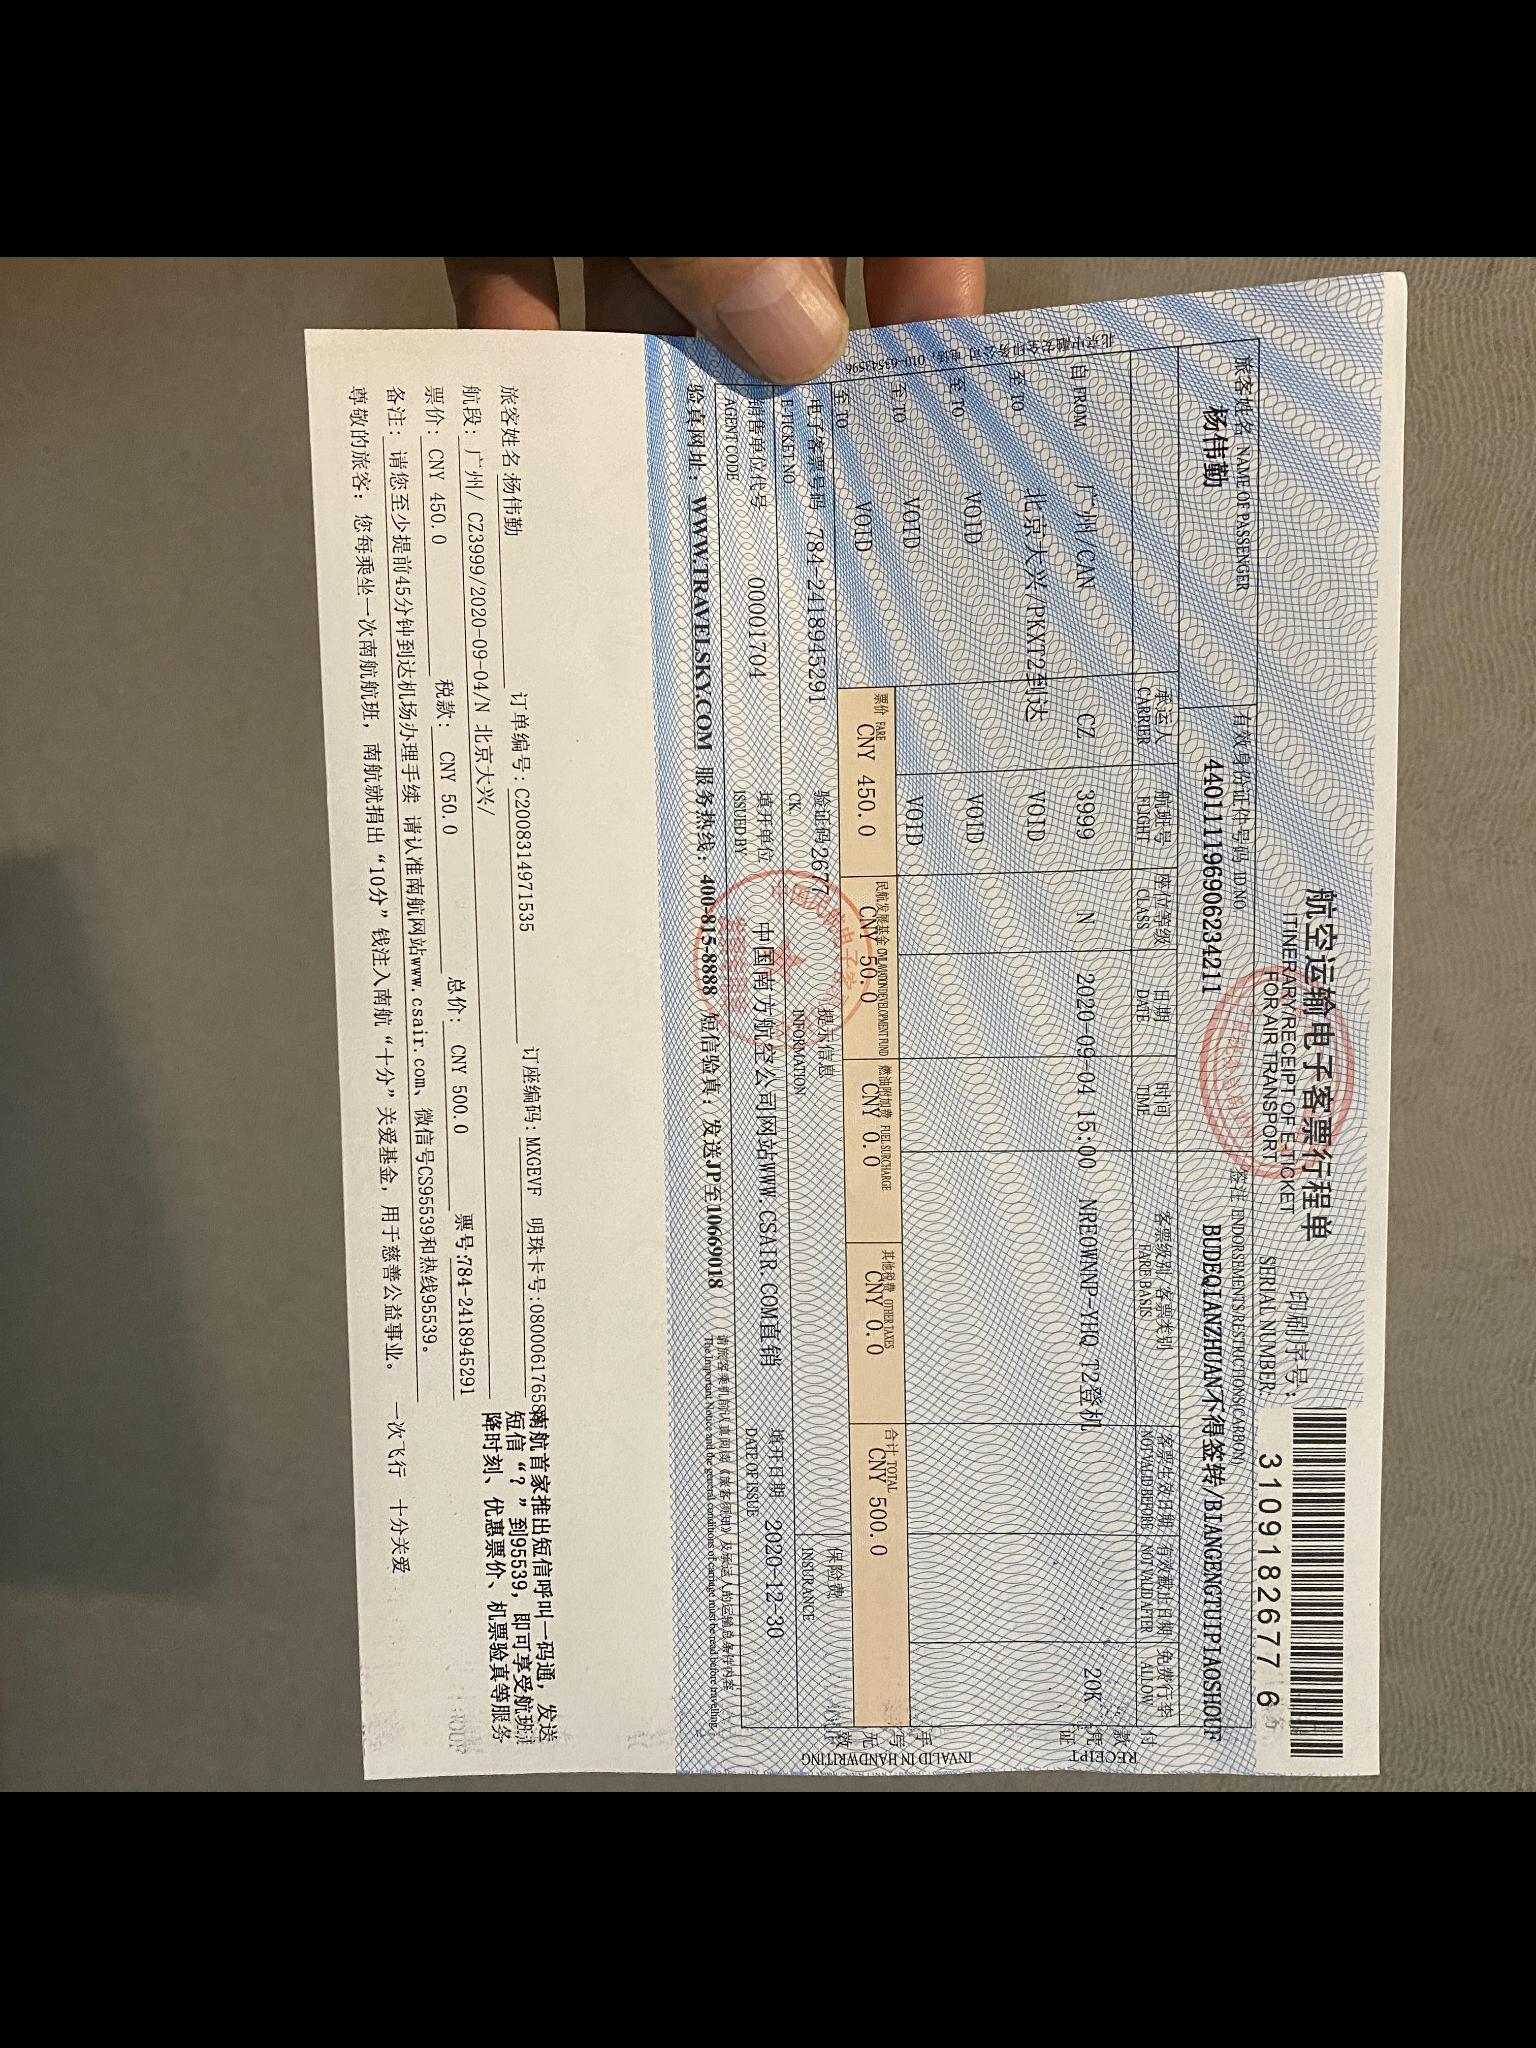 航空运输电子客票行程单
ITINERARY/RECEIPT OF E-TICKET
FOR AIR TRANSPORT
印刷序号:
SERIAL NUMBER:
31091826776
旅客姓名 NAME OF PASSENGER
有效身份证件号码 ID.NO
签注 ENDORSEMENTS/RESTRICTIONS(CARBON)
杨伟勤
440111196906234211
BUDEQIANZHUAN不得签转/BIANGENGTUIPIAOSHOUF
承运人 航班号 座位等级 日期 时间 客票级别/客票类别 客票生效日期 有效截止日期 免费行李
CARRIER FLIGHT CLASS DATE TIME FARE BASIS NOT VALID BEFORE NOT VALID AFTER ALLOW
自 FROM 广州/CAN CZ 3999 N 2020-09-04 15:00 NREOWNNP-YHQ T2登机 20K
至 TO 北京大兴/PKXT2到达 VOID
至 TO VOID VOID
至 TO VOID VOID
至 TO VOID
票价 FARE 民航发展基金 CIVIL AVIATION DEVELOPMENT FUND 燃油附加费 FUEL SURCHARGE 其他税费 OTHER TAXES 合计 TOTAL
CNY 450.0 CNY 50.0 CNY 0.0 CNY 0.0 CNY 500.0
电子客票号码 784-2418945291 验证码 2677 提示信息 保险费
E-TICKET NO CK. INFORMATION INSURANCE
销售单位代号 00001704 填开单位 中国南方航空公司网站WWW.CSAIR.COM直销 填开日期 2020-12-30
AGENT CODE ISSUED BY DATE OF ISSUE
验真网址:WWW.TRAVELSKY.COM 服务热线:400-815-8888 短信验真:发送JP至10669018
请旅客乘机前认真阅读《旅客须知》及承运人的运输总条件内容
The Important Notice and the general conditions of carriage must be read before travelling.
北京中融安全印务公司 电话:010-63543596
付款凭证
RECEIPT
手写无效
INVALID IN HANDWRITING
旅客姓名:杨伟勤 订单编号:C2008314971535 订座编码:MXGEVF 明珠卡号:08000617658
航段: 广州/ CZ3999/2020-09-04/N 北京大兴/
票价: CNY 450.0 税款: CNY 50.0 总价: CNY 500.0 票号:784-2418945291
备注: 请您至少提前45分钟到达机场办理手续 请认准南航网站www.csair.com、微信号CS95539和热线95539。
尊敬的旅客: 您每乘坐一次南航航班,南航就捐出“10分”钱注入南航“十分”关爱基金,用于慈善公益事业。 一次飞行 十分关爱
南航首家推出短信呼叫一码通,发送
短信“?”到95539,即可享受航班
降时刻、优惠票价、机票验真等服务